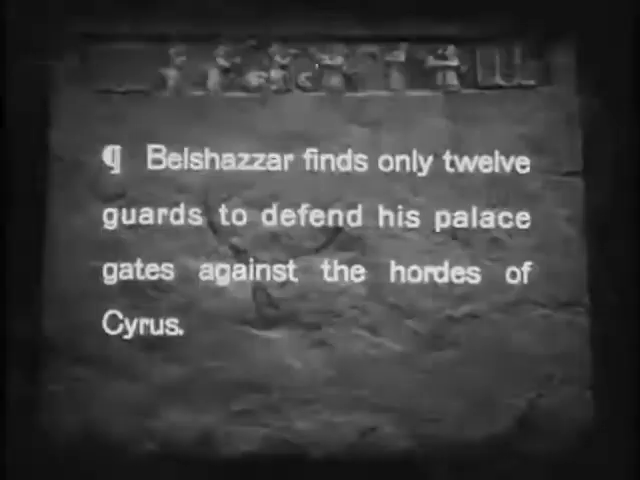 ¶ Belshazzar finds only twelve
guards to defend his palace
gates against the hordes of
Cyrus.